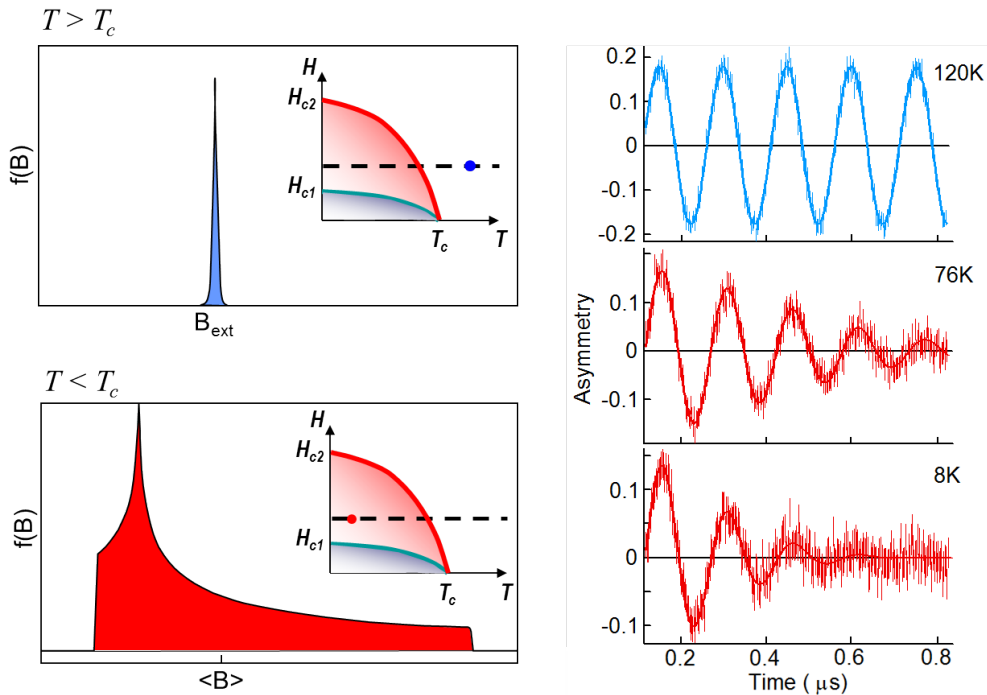 T > Tc
f(B)
H
Hc2
Hc1
Tc
T
Bext
T < Tc
f(B)
H
Hc2
Hc1
Tc
T
<B>
Asymmetry
0.2
0.1
0
-0.1
-0.2
120K
0.1
0
-0.1
76K
0.1
0
-0.1
8K
0.2
0.4
0.6
0.8
Time ( μs)